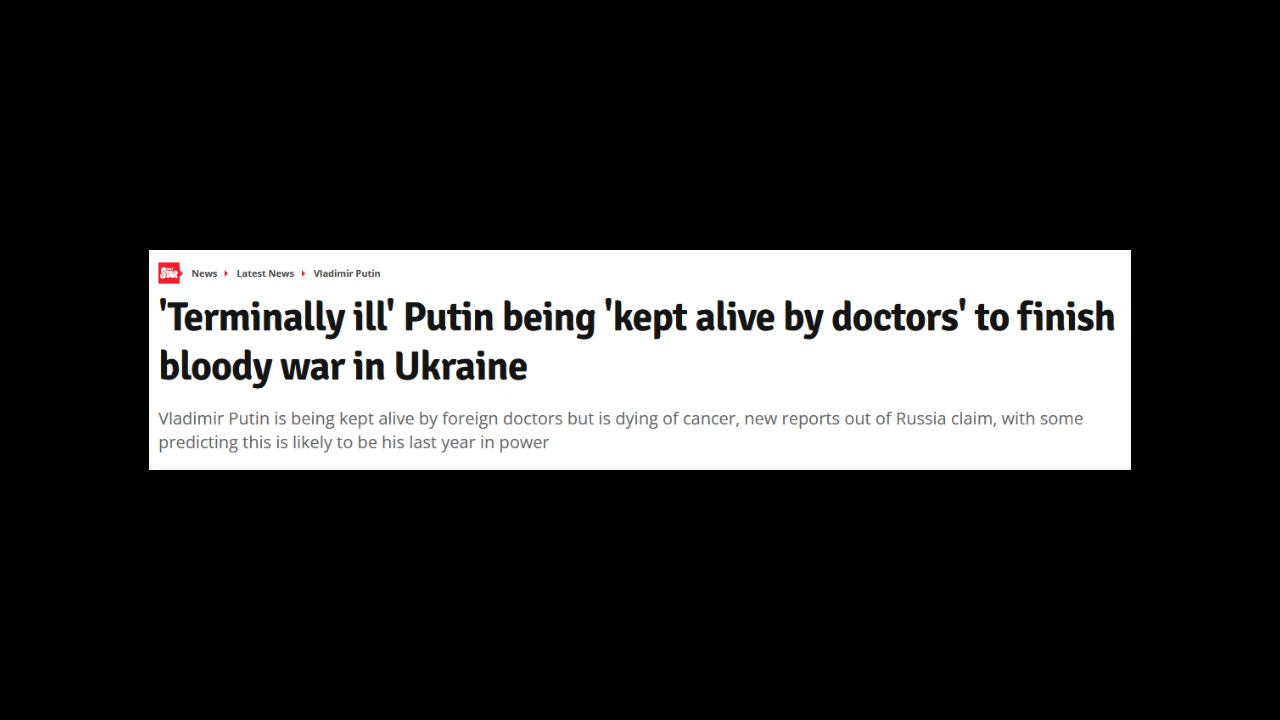 STAR News Latest News Vladimir Putin
'Terminally ill' Putin being 'kept alive by doctors' to finish
bloody war in Ukraine
Vladimir Putin is being kept alive by foreign doctors but is dying of cancer, new reports out of Russia claim, with some
predicting this is likely to be his last year in power